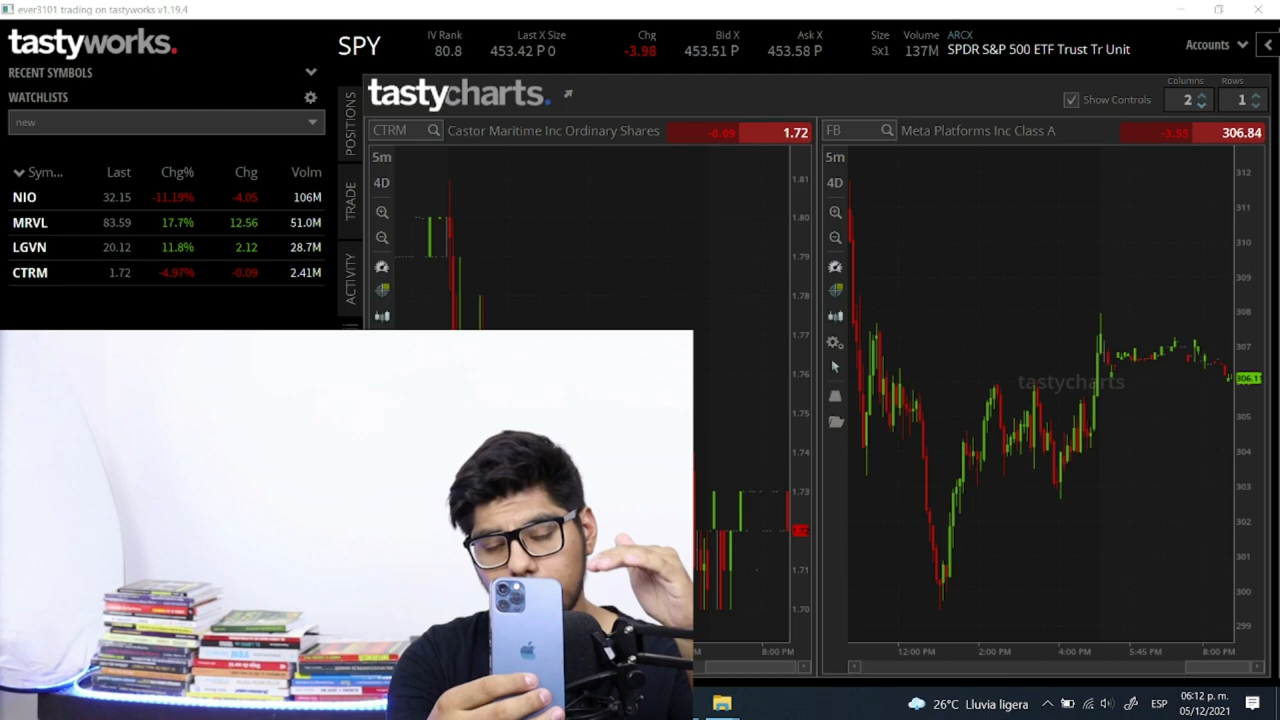 ever3101 trading on tastyworks v1.19.4
tastyworks.
RECENT SYMBOLS
WATCHLISTS
new
SPY
IV Rank
80.8
Last X Size
453.42 P 0
Chg
-3.98
Bid X
453.51 P
Ask X
453.58 P
Size
5x1
Volume
137M
ARCX
SPDR S&P 500 ETF Trust Tr Unit
Accounts
Sym... Last Chg% Chg Volm
NIO 32.15 -11.19% -4.05 106M
MRVL 83.59 17.7% 12.56 51.0M
LGVN 20.12 11.8% 2.12 28.7M
CTRM 1.72 -4.97% -0.09 2.41M
POSITIONS
TRADE
ACTIVITY
tastycharts.
Show Controls
Columns
2
Rows
1
CTRM Castor Maritime Inc Ordinary Shares -0.09 1.72
5m
4D
1.81
1.80
1.79
1.78
1.77
1.76
1.75
1.74
1.73
1.72
1.71
1.70
8:00 PM
FB Meta Platforms Inc Class A -3.55 306.84
5m
4D
tastycharts
312
311
310
309
308
307
305
304
303
302
301
300
299
12:00 PM 2:00 PM 4:00 PM 5:45 PM 8:00 PM
26°C Lluvia ligera
ESP
06:12 p. m.
05/12/2021